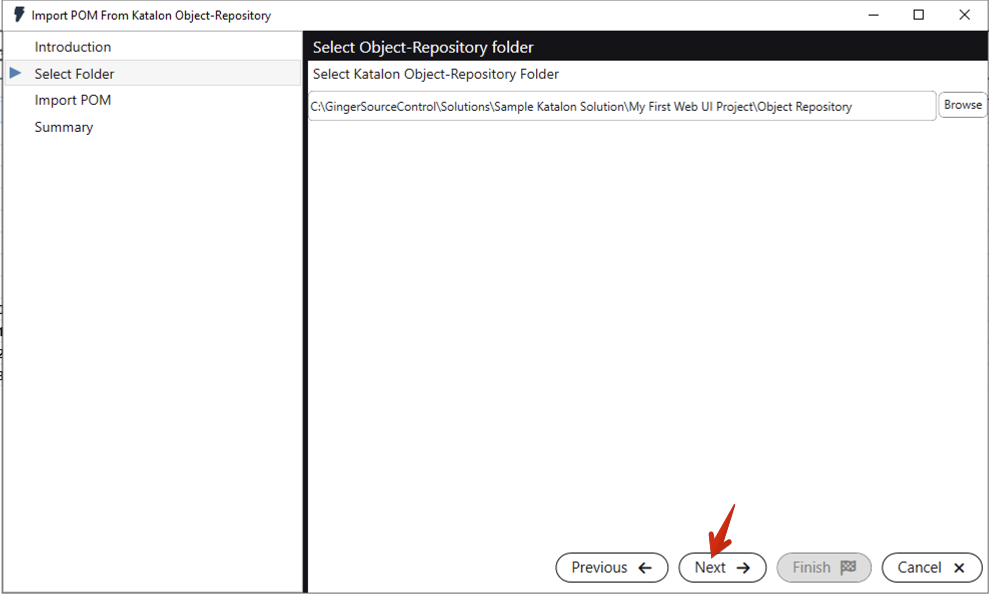 Import POM From Katalon Object-Repository
Introduction
Select Folder
Import POM
Summary
Select Object-Repository folder
Select Katalon Object-Repository Folder
C:\GingerSourceControl\Solutions\Sample Katalon Solution\My First Web UI Project\Object Repository
Browse
Previous
Next
Finish
Cancel